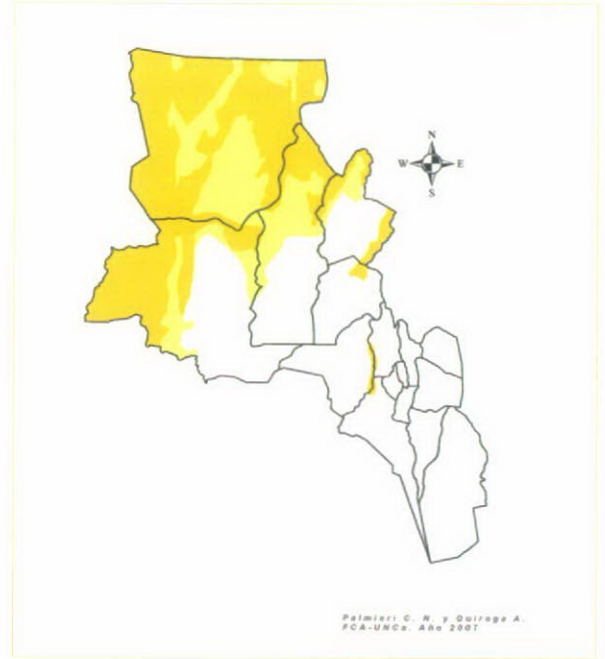 N
W E
S
Palmieri C. N. y Quiroga A.
FCA-UNCa. Año 2007